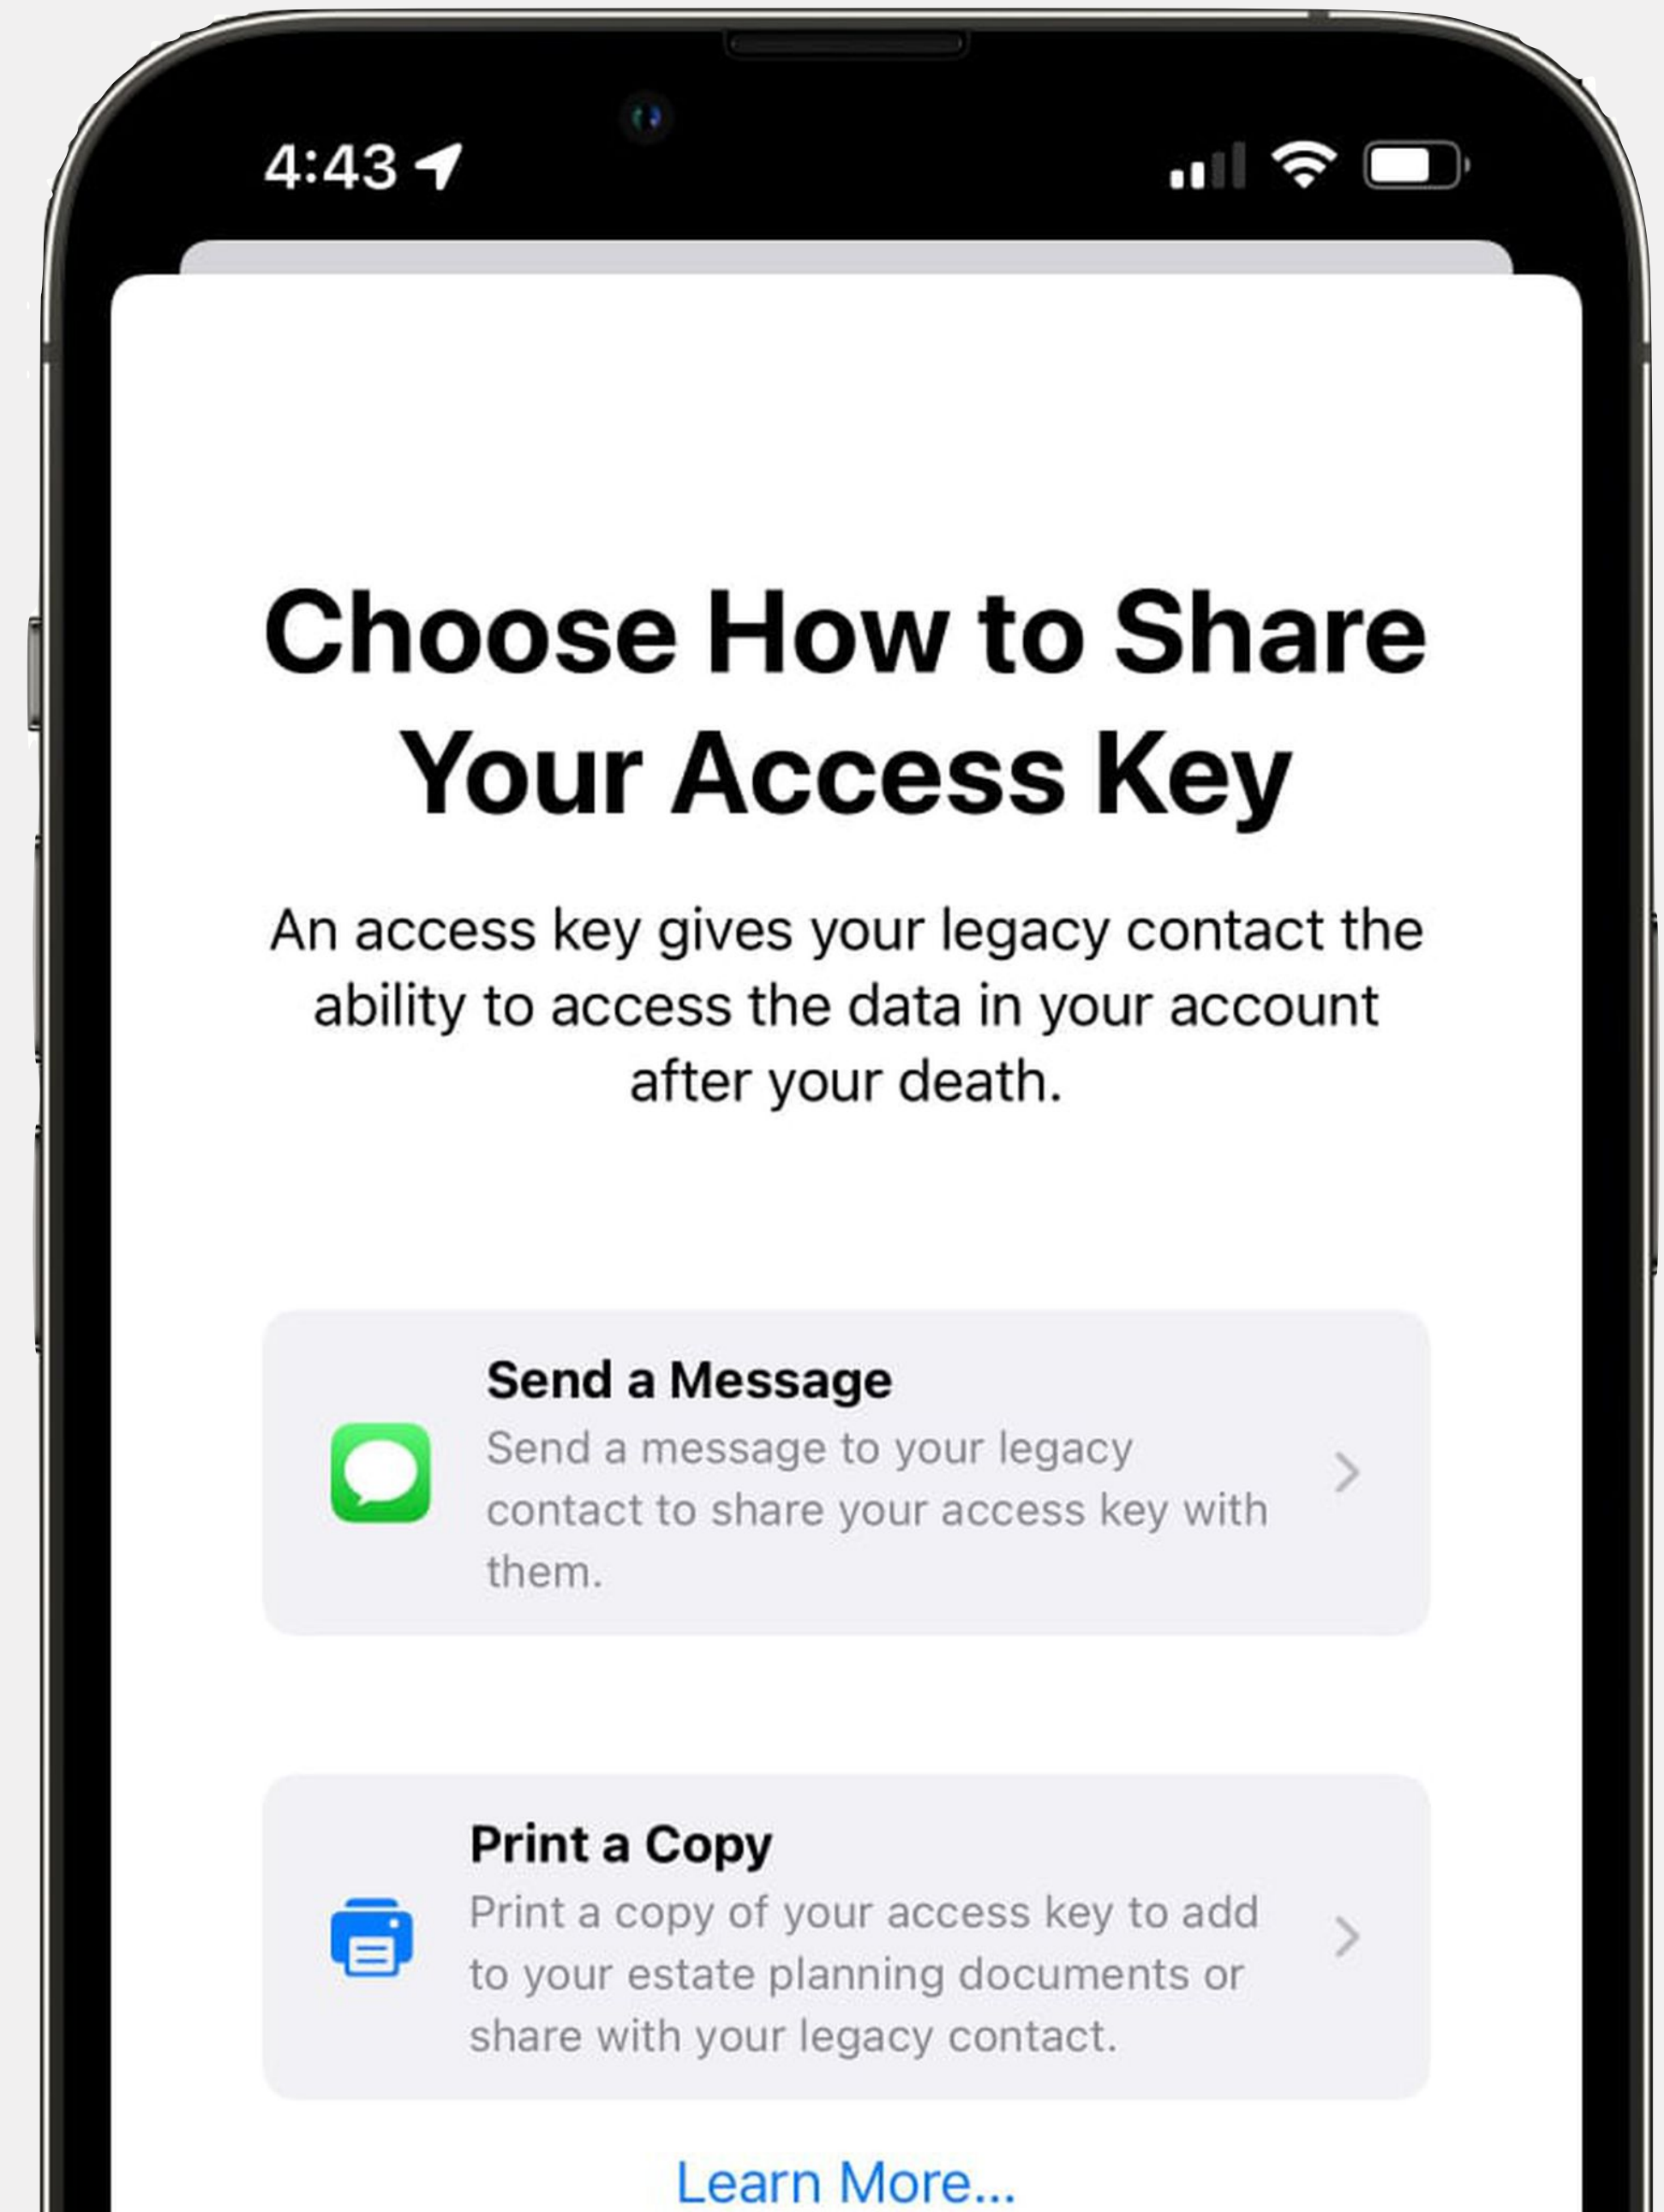 4:43
Choose How to Share
Your Access Key
An access key gives your legacy contact the
ability to access the data in your account
after your death.
Send a Message
Send a message to your legacy
contact to share your access key with
them.
Print a Copy
Print a copy of your access key to add
to your estate planning documents or
share with your legacy contact.
Learn More...